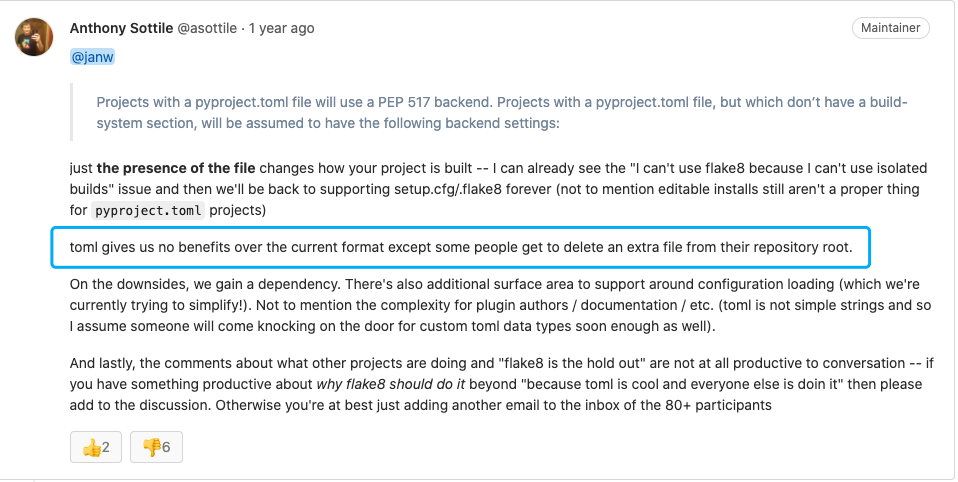 Anthony Sottile @asottile · 1 year ago
Maintainer
@janw
Projects with a pyproject.toml file will use a PEP 517 backend. Projects with a pyproject.toml file, but which don’t have a build-
system section, will be assumed to have the following backend settings:
just the presence of the file changes how your project is built -- I can already see the "I can't use flake8 because I can't use isolated
builds" issue and then we'll be back to supporting setup.cfg/.flake8 forever (not to mention editable installs still aren't a proper thing
for pyproject.toml projects)
toml gives us no benefits over the current format except some people get to delete an extra file from their repository root.
On the downsides, we gain a dependency. There's also additional surface area to support around configuration loading (which we're
currently trying to simplify!). Not to mention the complexity for plugin authors / documentation / etc. (toml is not simple strings and so
I assume someone will come knocking on the door for custom toml data types soon enough as well).
And lastly, the comments about what other projects are doing and "flake8 is the hold out" are not at all productive to conversation -- if
you have something productive about why flake8 should do it beyond "because toml is cool and everyone else is doin it" then please
add to the discussion. Otherwise you're at best just adding another email to the inbox of the 80+ participants
👍2 👎6